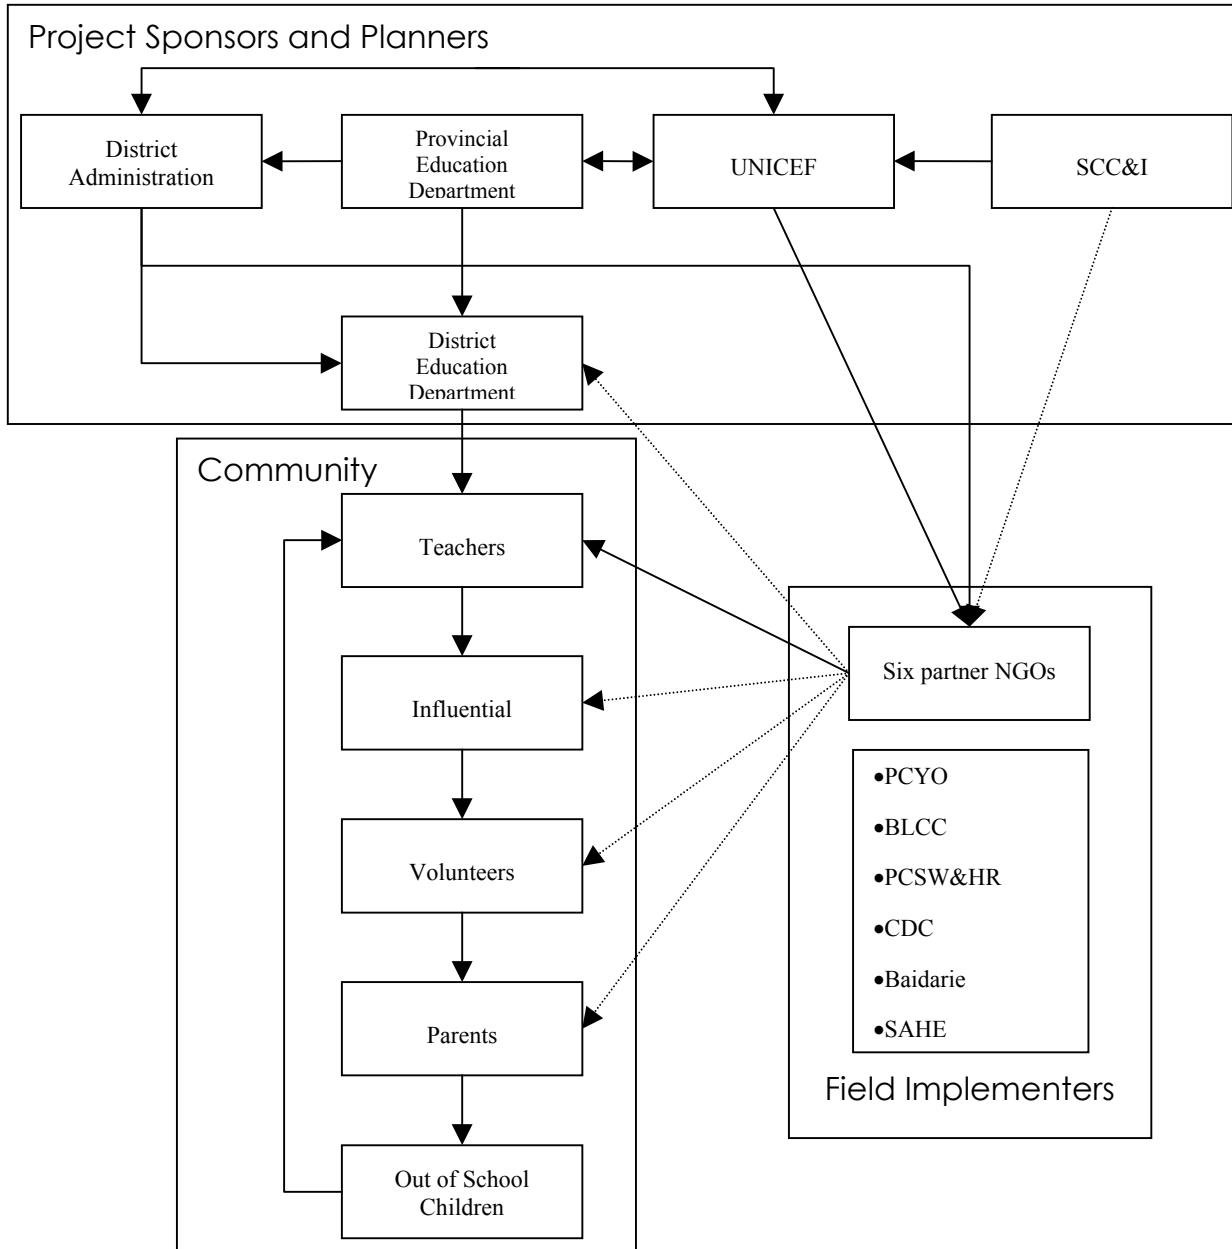 Project Sponsors and Planners
District
Administration
Provincial
Education
Department
UNICEF
SCC&I
District
Education
Department
Community
Teachers
Influential
Volunteers
Parents
Out of School
Children
Six partner NGOs
•PCYO
•BLCC
•PCSW&HR
•CDC
•Baidarie
•SAHE
Field Implementers